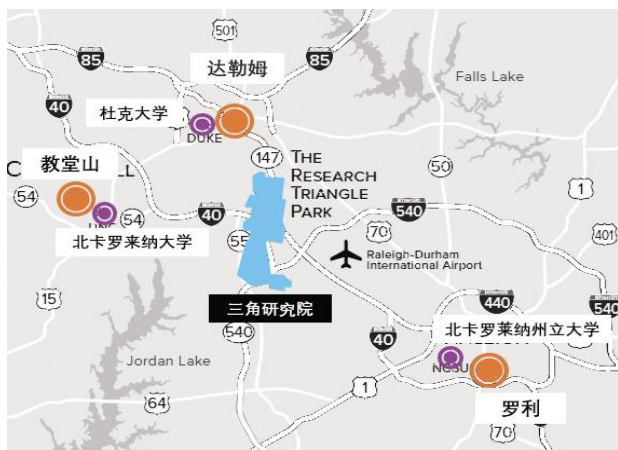 501
85
达勒姆
85
Falls Lake
40
杜克大学
DUKE
教堂山
147
THE
RESEARCH
TRIANGLE
PARK
50
1
54
54
40
540
北卡罗来纳大学
55
70
401
Raleigh-Durham
International Airport
15
三角研究院
440
540
540
40
北卡罗莱纳州立大学
Jordan Lake
NCSU
1
64
罗利
70